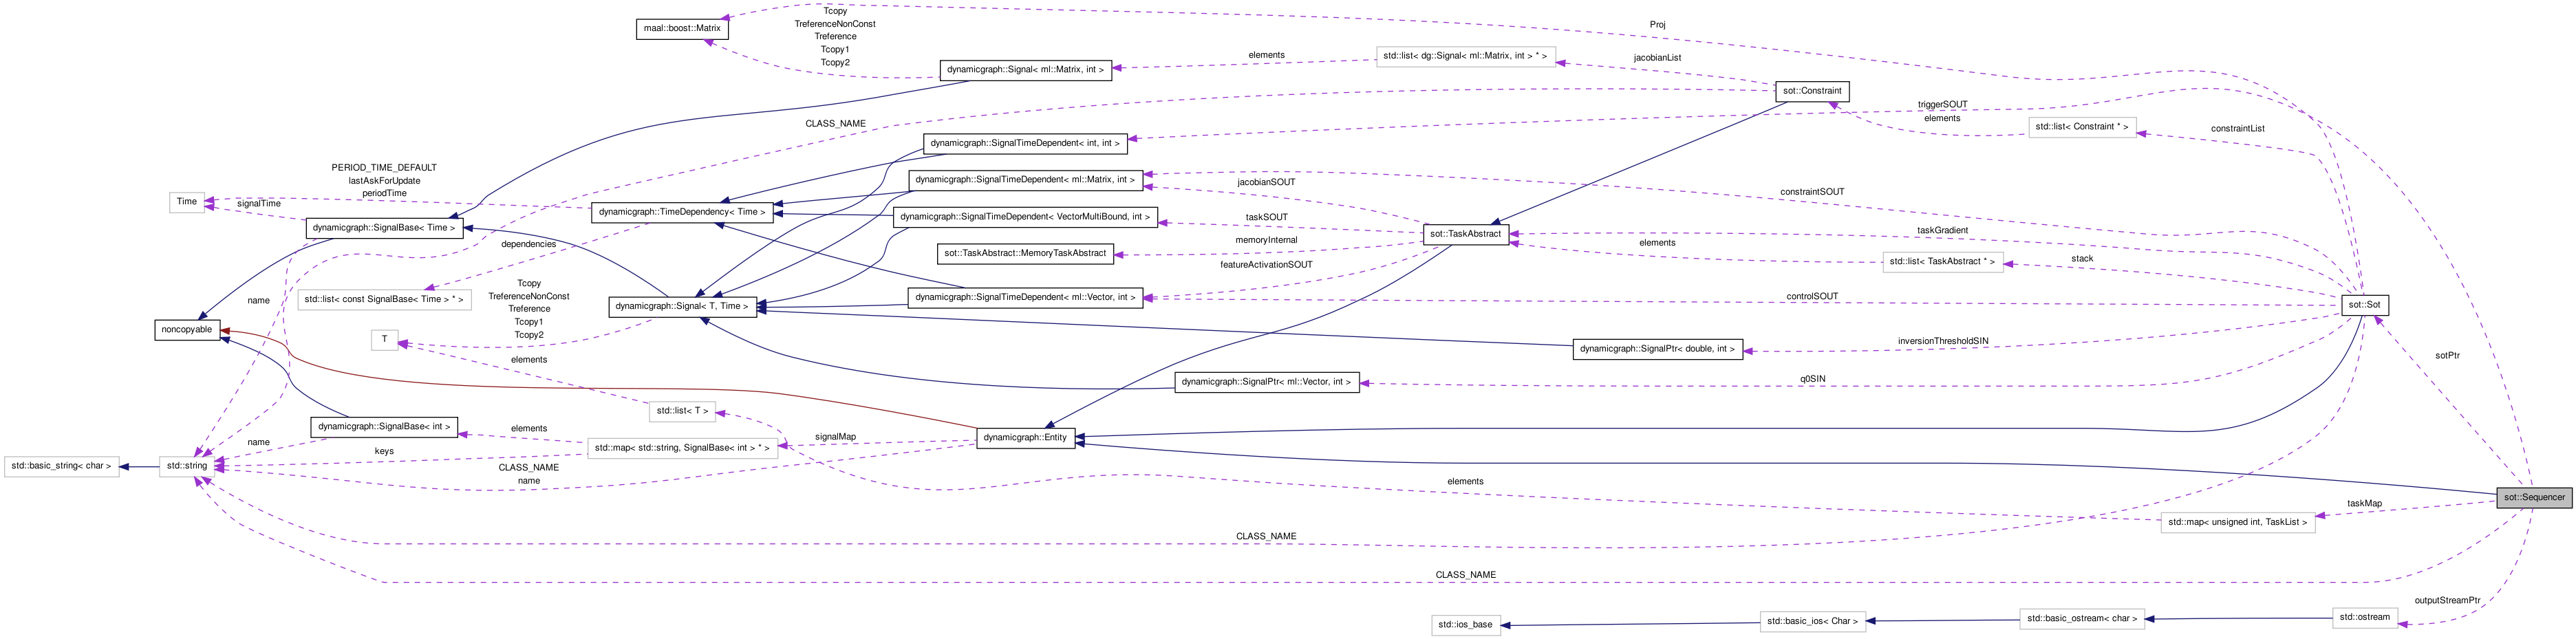 Tcopy
TreferenceNonConst
Treference
Tcopy1
Tcopy2
maal::boost::Matrix
Proj
elements
std::list< dg::Signal< ml::Matrix, int > * >
jacobianList
dynamicgraph::Signal< ml::Matrix, int >
sot::Constraint
triggerSOUT
elements
CLASS_NAME
std::list< Constraint * >
constraintList
dynamicgraph::SignalTimeDependent< int, int >
PERIOD_TIME_DEFAULT
lastAskForUpdate
periodTime
dynamicgraph::SignalTimeDependent< ml::Matrix, int >
jacobianSOUT
constraintSOUT
Time
signalTime
dynamicgraph::TimeDependency< Time >
dynamicgraph::SignalTimeDependent< VectorMultiBound, int >
taskSOUT
dynamicgraph::SignalBase< Time >
sot::TaskAbstract
taskGradient
dependencies
memoryInternal
elements
sot::TaskAbstract::MemoryTaskAbstract
std::list< TaskAbstract * >
stack
featureActivationSOUT
name
std::list< const SignalBase< Time > * >
Tcopy
TreferenceNonConst
Treference
Tcopy1
Tcopy2
dynamicgraph::Signal< T, Time >
dynamicgraph::SignalTimeDependent< ml::Vector, int >
controlSOUT
sot::Sot
noncopyable
T
elements
dynamicgraph::SignalPtr< double, int >
inversionThresholdSIN
sotPtr
dynamicgraph::SignalPtr< ml::Vector, int >
q0SIN
std::list< T >
dynamicgraph::SignalBase< int >
elements
name
keys
std::map< std::string, SignalBase< int > * >
signalMap
dynamicgraph::Entity
std::basic_string< char >
std::string
CLASS_NAME
name
elements
sot::Sequencer
taskMap
std::map< unsigned int, TaskList >
CLASS_NAME
CLASS_NAME
outputStreamPtr
std::ios_base
std::basic_ios< Char >
std::basic_ostream< char >
std::ostream